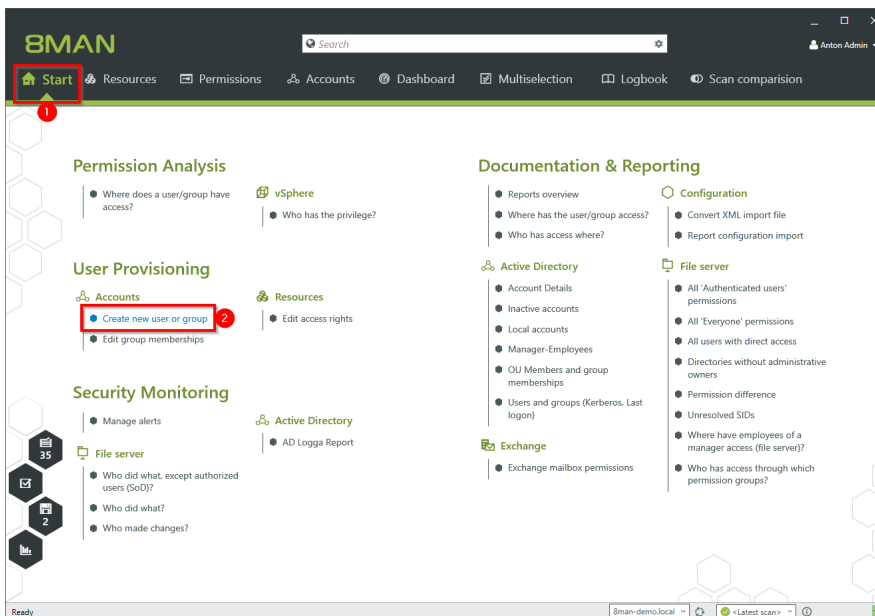 8MAN
Search
Anton Admin
Start
Resources
Permissions
Accounts
Dashboard
Multiselection
Logbook
Scan comparision
1
Permission Analysis
Where does a user/group have
access?
vSphere
Who has the privilege?
User Provisioning
Accounts
Create new user or group
2
Edit group memberships
Resources
Edit access rights
Security Monitoring
Manage alerts
File server
Who did what, except authorized
users (SoD)?
Who did what?
Who made changes?
Active Directory
AD Logga Report
Documentation & Reporting
Reports overview
Where has the user/group access?
Who has access where?
Configuration
Convert XML import file
Report configuration import
Active Directory
Account Details
Inactive accounts
Local accounts
Manager-Employees
OU Members and group
memberships
Users and groups (Kerberos, Last
logon)
Exchange
Exchange mailbox permissions
File server
All 'Authenticated users'
permissions
All 'Everyone' permissions
All users with direct access
Directories without administrative
owners
Permission difference
Unresolved SIDs
Where have employees of a
manager access (file server)?
Who has access through which
permission groups?
35
2
Ready
8man-demo.local
<Latest scan>